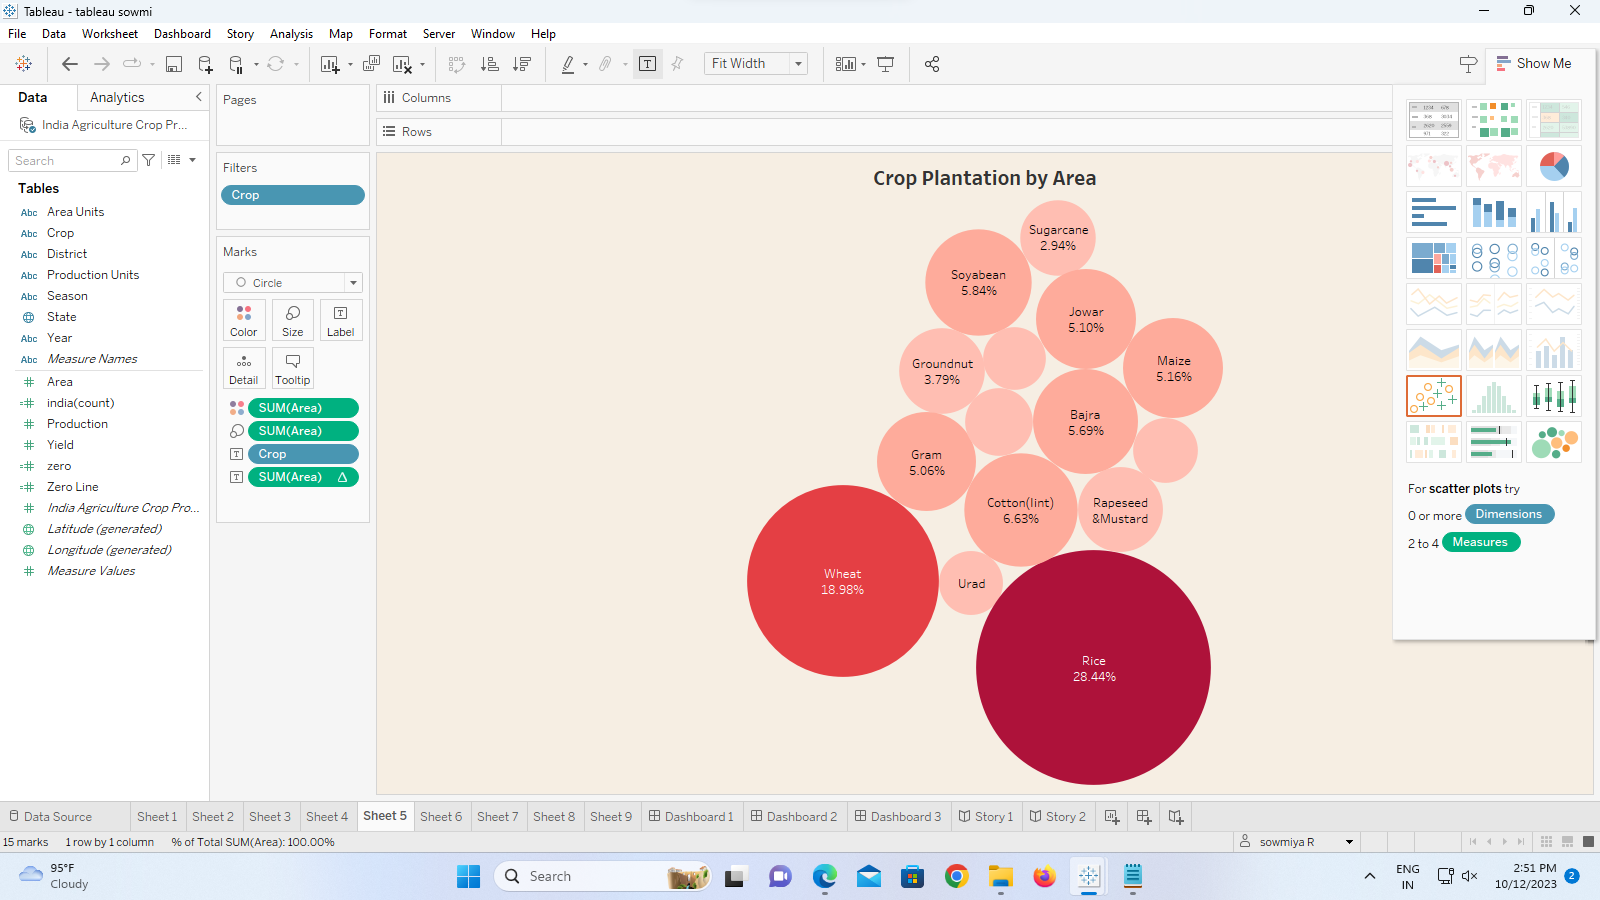 Tableau - tableau sowmi
File Data Worksheet Dashboard Story Analysis Map Format Server Window Help
Fit Width
Show Me
Data Analytics
India Agriculture Crop Pr...
Search
Tables
Abc Area Units
Abc Crop
Abc District
Abc Production Units
Abc Season
State
Abc Year
Abc Measure Names
Area
india(count)
Production
Yield
zero
Zero Line
India Agriculture Crop Pro...
Latitude (generated)
Longitude (generated)
Measure Values
Pages
Filters
Crop
Marks
Circle
Color Size Label
Detail Tooltip
SUM(Area)
SUM(Area)
Crop
SUM(Area) △
Columns
Rows
Crop Plantation by Area
Sugarcane
2.94%
Soyabean
5.84%
Jowar
5.10%
Groundnut
3.79%
Maize
5.16%
Bajra
5.69%
Gram
5.06%
Cotton(lint)
6.63%
Rapeseed
&Mustard
Wheat
18.98%
Urad
Rice
28.44%
For scatter plots try
0 or more Dimensions
2 to 4 Measures
Data Source Sheet 1 Sheet 2 Sheet 3 Sheet 4 Sheet 5 Sheet 6 Sheet 7 Sheet 8 Sheet 9 Dashboard 1 Dashboard 2 Dashboard 3 Story 1 Story 2
15 marks 1 row by 1 column % of Total SUM(Area): 100.00% sowmiya R
95°F
Cloudy
Search
ENG
IN
2:51 PM
10/12/2023
2